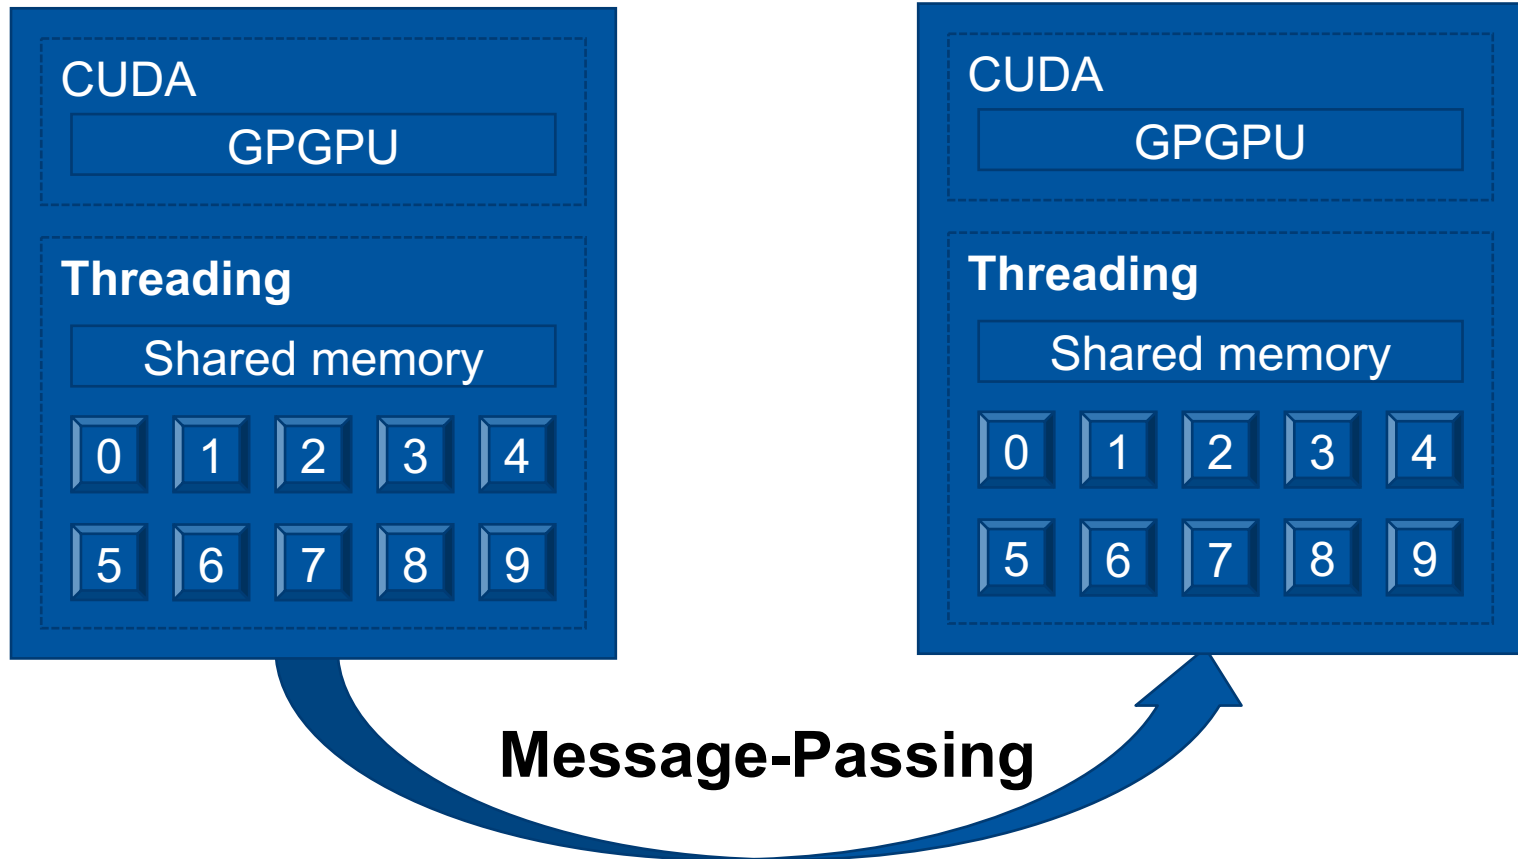 CUDA
GPGPU
Threading
Shared memory
0 1 2 3 4
5 6 7 8 9
CUDA
GPGPU
Threading
Shared memory
0 1 2 3 4
5 6 7 8 9
Message-Passing